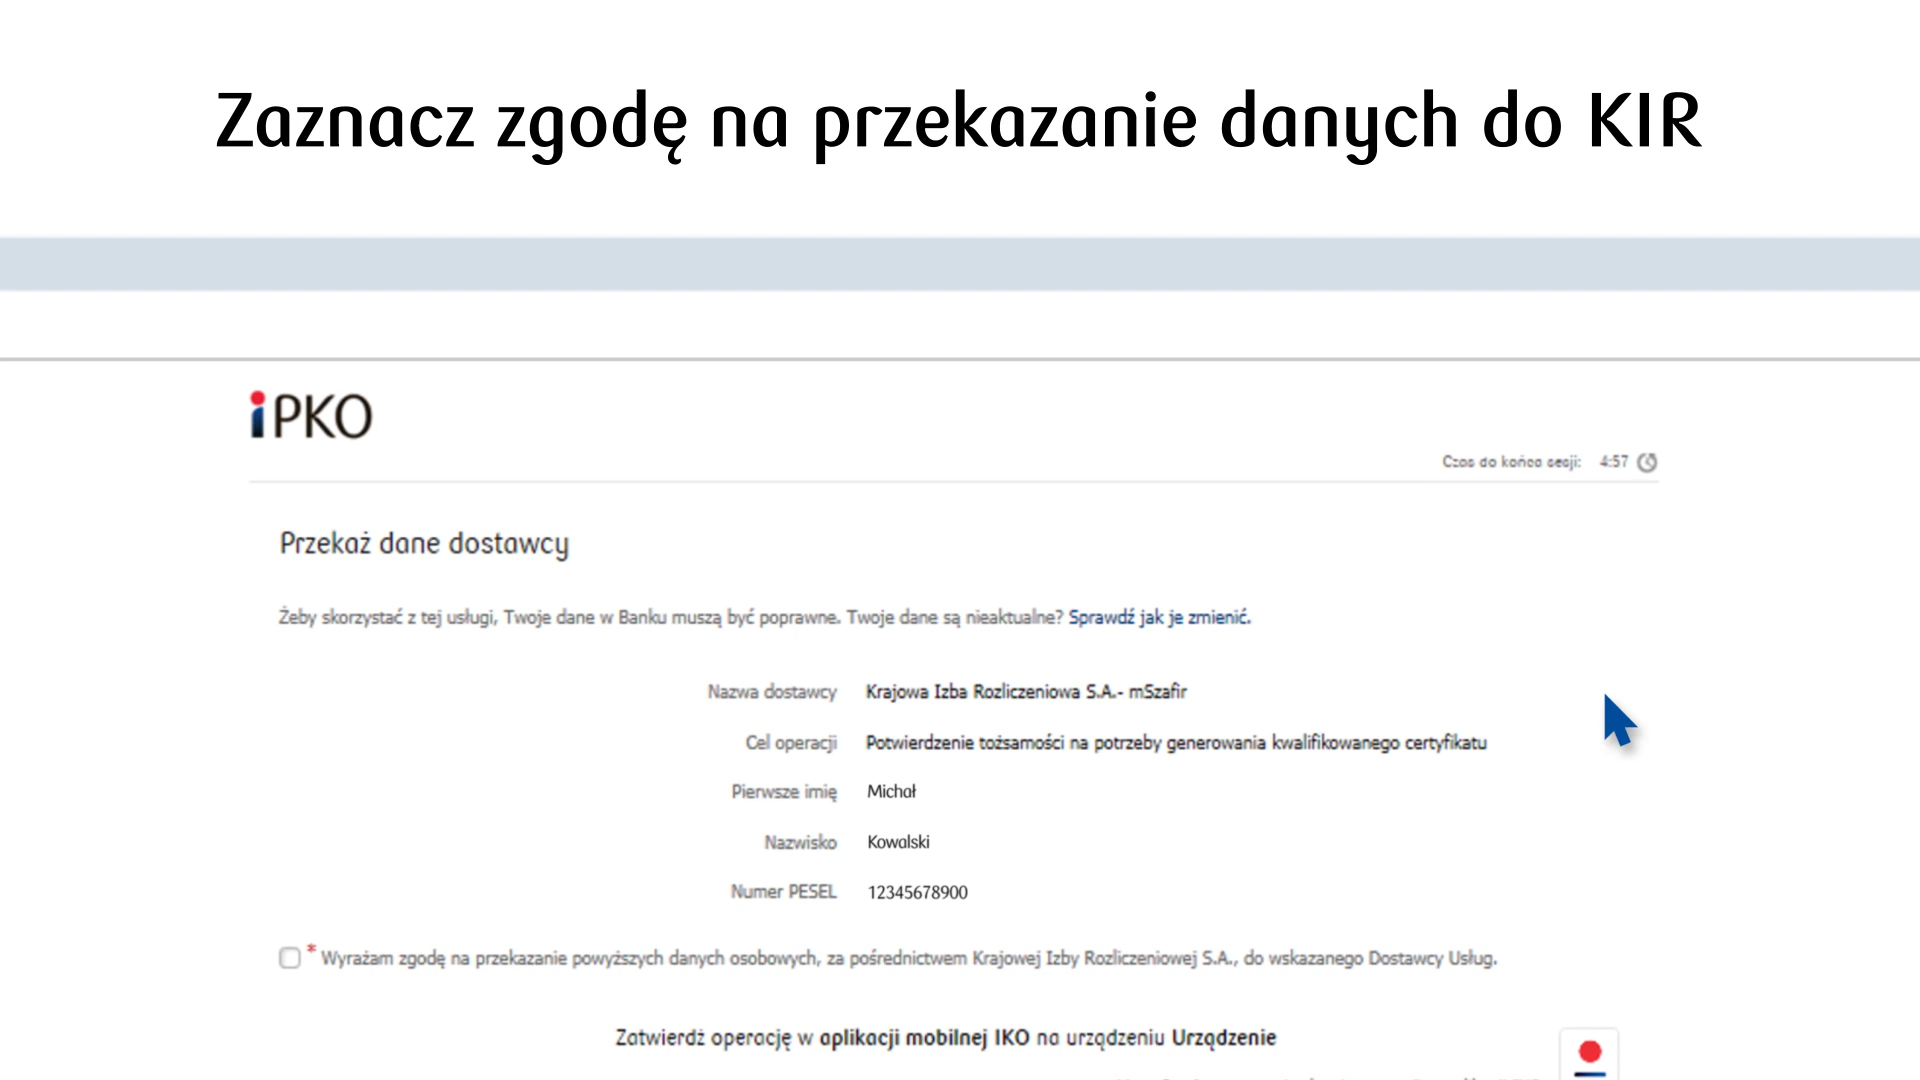 Zaznacz zgodę na przekazanie danych do KIR
iPKO
Czas do końca sesji: 4:57
Przekaż dane dostawcy
Żeby skorzystać z tej usługi, Twoje dane w Banku muszą być poprawne. Twoje dane są nieaktualne? Sprawdź jak je zmienić.
Nazwa dostawcy Krajowa Izba Rozliczeniowa S.A.- mSzafir
Cel operacji Potwierdzenie tożsamości na potrzeby generowania kwalifikowanego certyfikatu
Pierwsze imię Michał
Nazwisko Kowalski
Numer PESEL 12345678900
* Wyrażam zgodę na przekazanie powyższych danych osobowych, za pośrednictwem Krajowej Izby Rozliczeniowej S.A., do wskazanego Dostawcy Usług.
Zatwierdź operację w aplikacji mobilnej IKO na urządzeniu Urządzenie